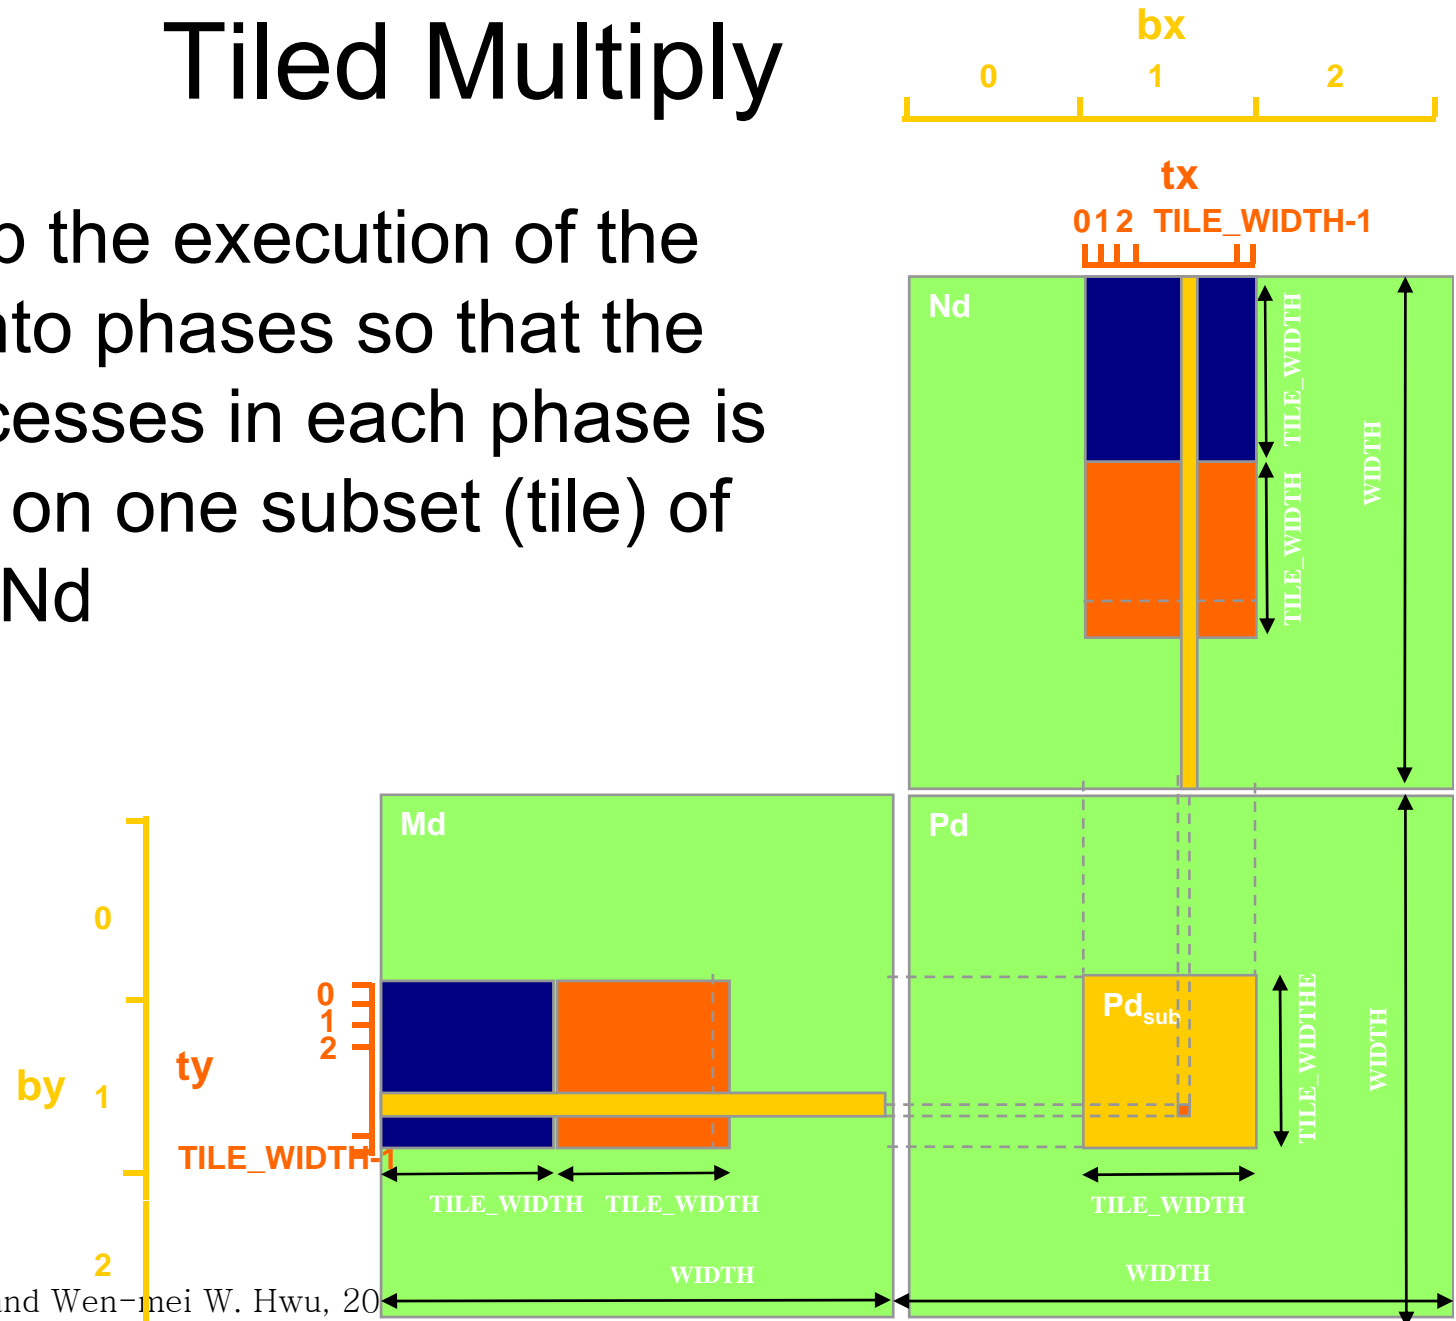 Tiled Multiply
the execution of the
phases so that the
in each phase is
on one subset (tile) of
Nd
bx
0 1 2
tx
0 1 2 TILE_WIDTH-1
Nd
TILE_WIDTH
TILE_WIDTH
WIDTH
Md
Pd
by
0
1
2
ty
0
1
2
TILE_WIDTH-1
Pdsub
TILE_WIDTHE
WIDTH
TILE_WIDTH TILE_WIDTH
TILE_WIDTH
WIDTH
WIDTH
Wen-mei W. Hwu, 20